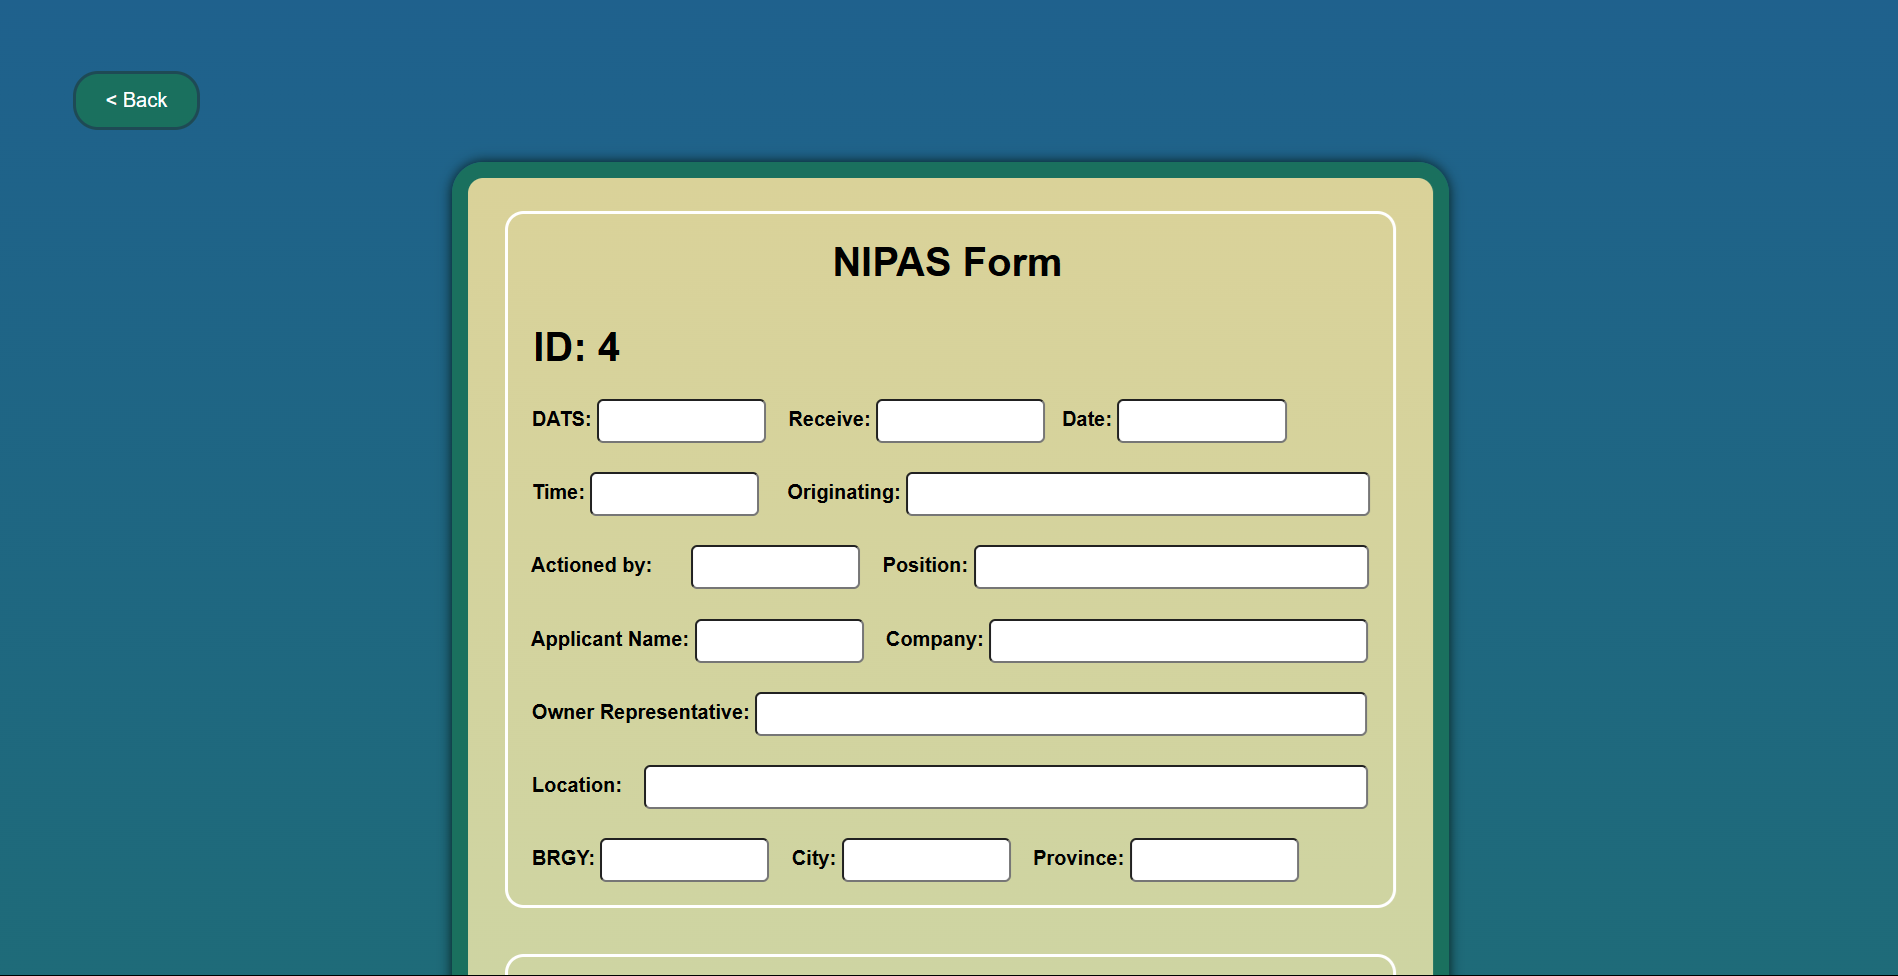 < Back
NIPAS Form
ID: 4
DATS: Receive: Date:
Time: Originating:
Actioned by: Position:
Applicant Name: Company:
Owner Representative:
Location:
BRGY: City: Province: